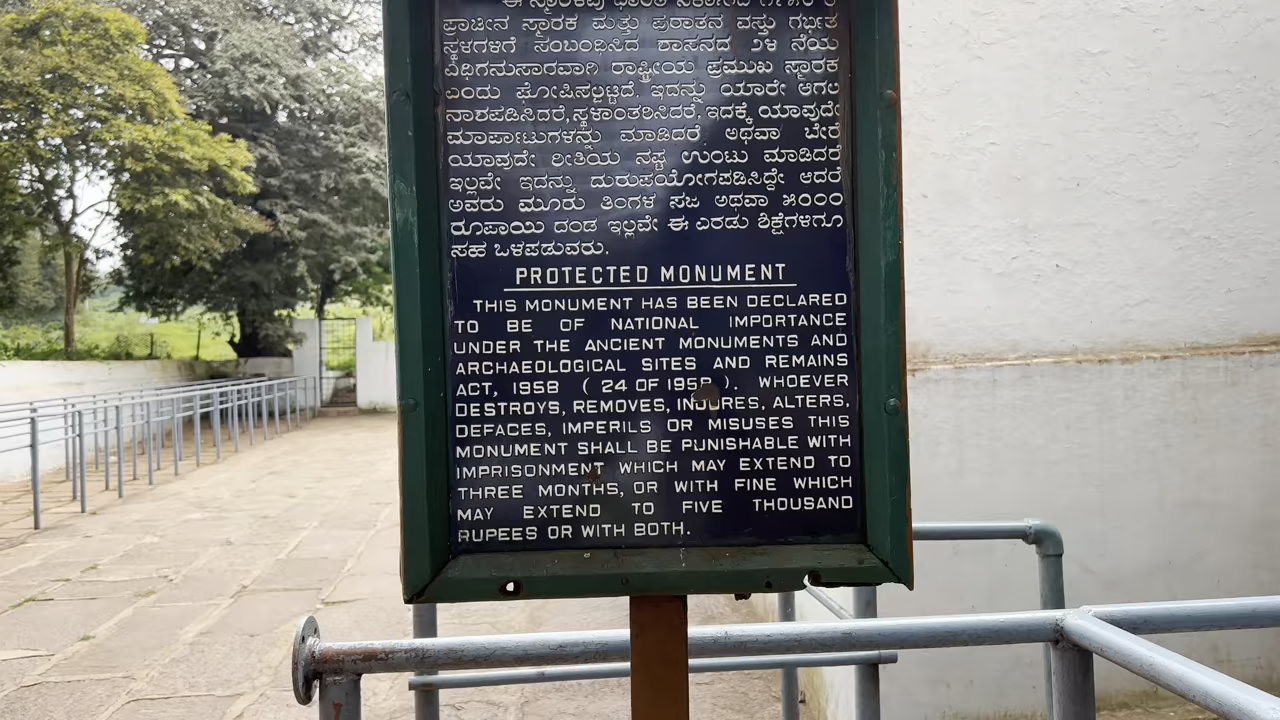 ಪ್ರಾಚೀನ ಸ್ಮಾರಕ ಮತ್ತು ಪುರಾತನ ವಸ್ತು ಗರ್ಭಿತ
ಸ್ಥಳಗಳಿಗೆ ಸಂಬಂಧಿಸಿದ ಶಾಸನದ ೨೪ ನೆಯ
ವಿಧಿಗನುಸಾರವಾಗಿ ರಾಷ್ಟ್ರೀಯ ಪ್ರಮುಖ ಸ್ಮಾರಕ
ಎಂದು ಘೋಷಿಸಲ್ಪಟ್ಟಿದೆ. ಇದನ್ನು ಯಾರೇ ಆಗಲಿ
ನಾಶಪಡಿಸಿದರೆ, ಸ್ಥಳಾಂತರಿಸಿದರೆ, ಇದಕ್ಕೆ ಯಾವುದೇ
ಮಾರ್ಪಾಟುಗಳನ್ನು ಮಾಡಿದರೆ ಅಥವಾ ಬೇರೆ
ಯಾವುದೇ ರೀತಿಯ ನಷ್ಟ ಉಂಟು ಮಾಡಿದರೆ
ಇಲ್ಲವೇ ಇದನ್ನು ದುರುಪಯೋಗಪಡಿಸಿದ್ದೇ ಆದರೆ
ಅವರು ಮೂರು ತಿಂಗಳ ಸಜ ಅಥವಾ ೫೦೦೦
ರೂಪಾಯಿ ದಂಡ ಇಲ್ಲವೇ ಈ ಎರಡು ಶಿಕ್ಷೆಗಳಿಗೂ
ಸಹ ಒಳಪಡುವರು.
PROTECTED MONUMENT
THIS MONUMENT HAS BEEN DECLARED
TO BE OF NATIONAL IMPORTANCE
UNDER THE ANCIENT MONUMENTS AND
ARCHAEOLOGICAL SITES AND REMAINS
ACT, 1958 ( 24 OF 1958 ). WHOEVER
DESTROYS, REMOVES, INJURES, ALTERS,
DEFACES, IMPERILS OR MISUSES THIS
MONUMENT SHALL BE PUNISHABLE WITH
IMPRISONMENT WHICH MAY EXTEND TO
THREE MONTHS, OR WITH FINE WHICH
MAY EXTEND TO FIVE THOUSAND
RUPEES OR WITH BOTH.